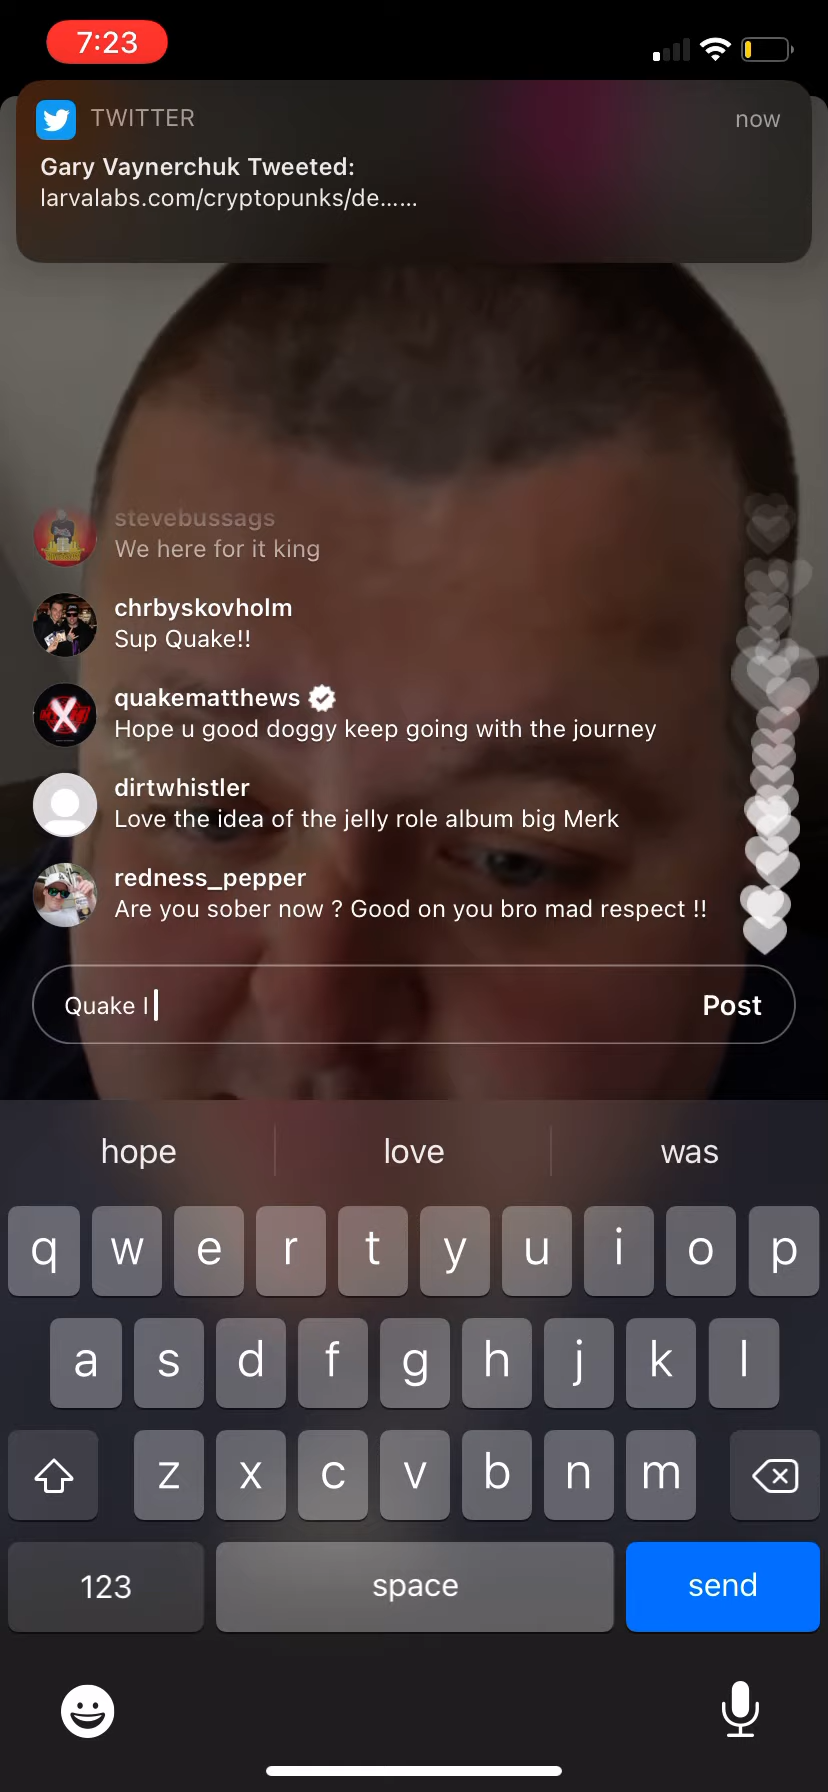 7:23
TWITTER
now
Gary Vaynerchuk Tweeted:
larvalabs.com/cryptopunks/de……
stevebussags
We here for it king
chrbyskovholm
Sup Quake!!
quakematthews
Hope u good doggy keep going with the journey
dirtwhistler
Love the idea of the jelly role album big Merk
redness_pepper
Are you sober now ? Good on you bro mad respect !!
Quake I
Post
hope love was
q w e r t y u i o p
a s d f g h j k l
z x c v b n m
123 space send